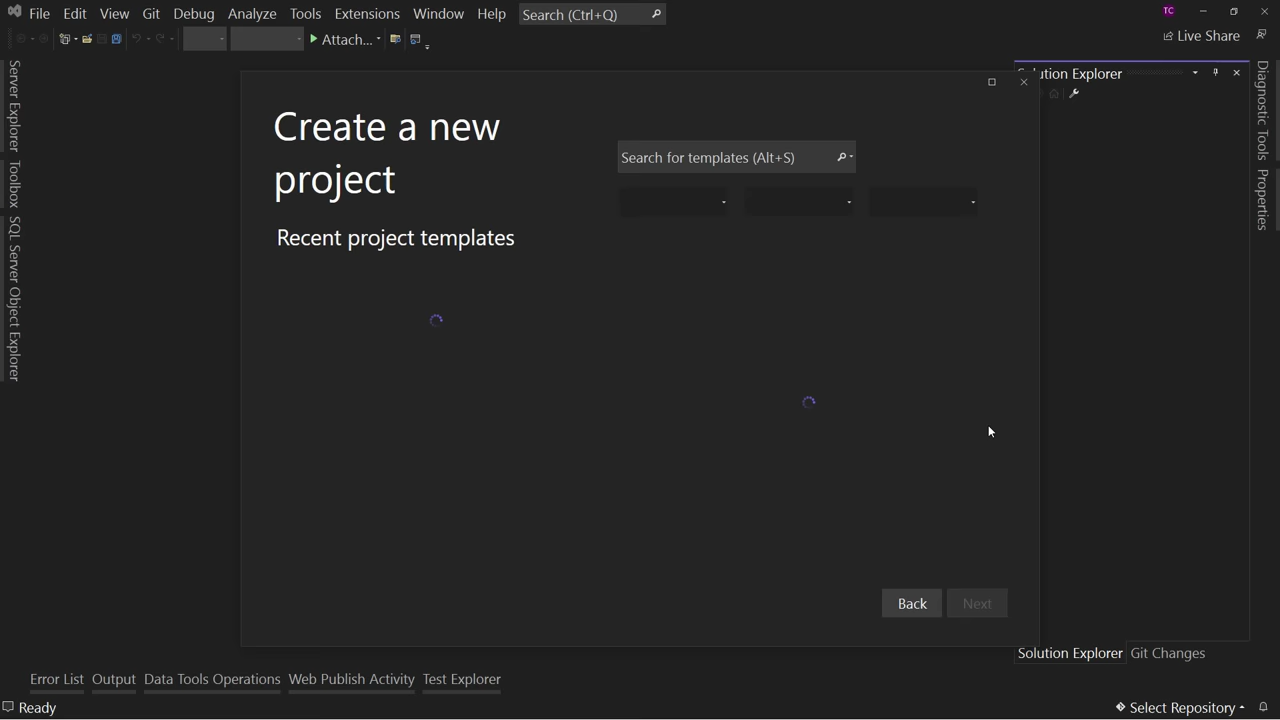 File Edit View Git Debug Analyze Tools Extensions Window Help Search (Ctrl+Q) TC
Attach... Live Share
Server Explorer
Toolbox
SQL Server Object Explorer
Create a new
project
Recent project templates
Search for templates (Alt+S)
Back Next
olution Explorer
Diagnostic Tools
Properties
Solution Explorer Git Changes
Error List Output Data Tools Operations Web Publish Activity Test Explorer
Ready Select Repository